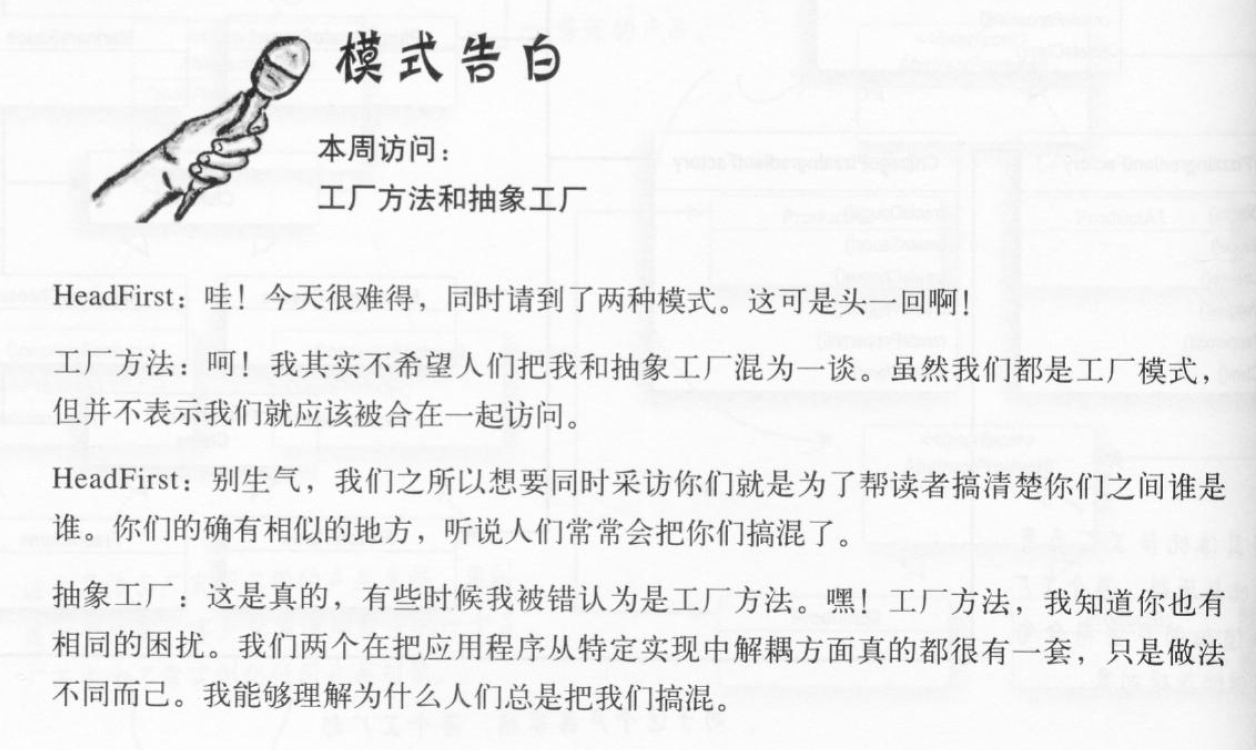 模式告白
本周访问：
工厂方法和抽象工厂
HeadFirst：哇！今天很难得，同时请到了两种模式。这可是头一回啊！
工厂方法：呵！我其实不希望人们把我和抽象工厂混为一谈。虽然我们都是工厂模式，
但并不表示我们就应该被合在一起访问。
HeadFirst：别生气，我们之所以想要同时采访你们就是为了帮读者搞清楚你们之间谁是
谁。你们的确有相似的地方，听说人们常常会把你们搞混了。
抽象工厂：这是真的，有些时候我被错认为是工厂方法。嘿！工厂方法，我知道你也有
相同的困扰。我们两个在把应用程序从特定实现中解耦方面真的都很有一套，只是做法
不同而已。我能够理解为什么人们总是把我们搞混。